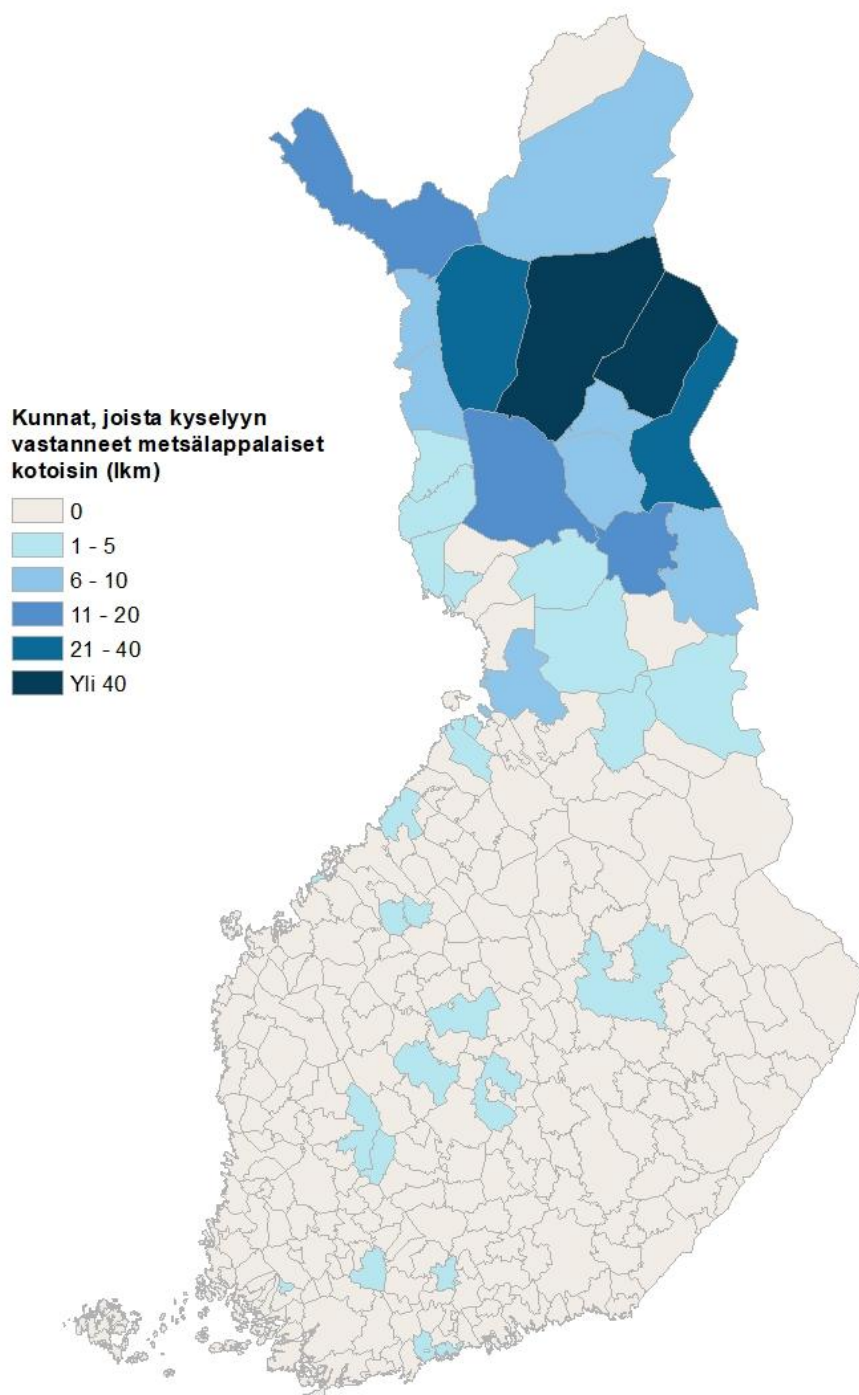 Kunnat, joista kyselyyn
vastanneet metsälappalaiset
kotoisin (lkm)
0
1 - 5
6 - 10
11 - 20
21 - 40
Yli 40